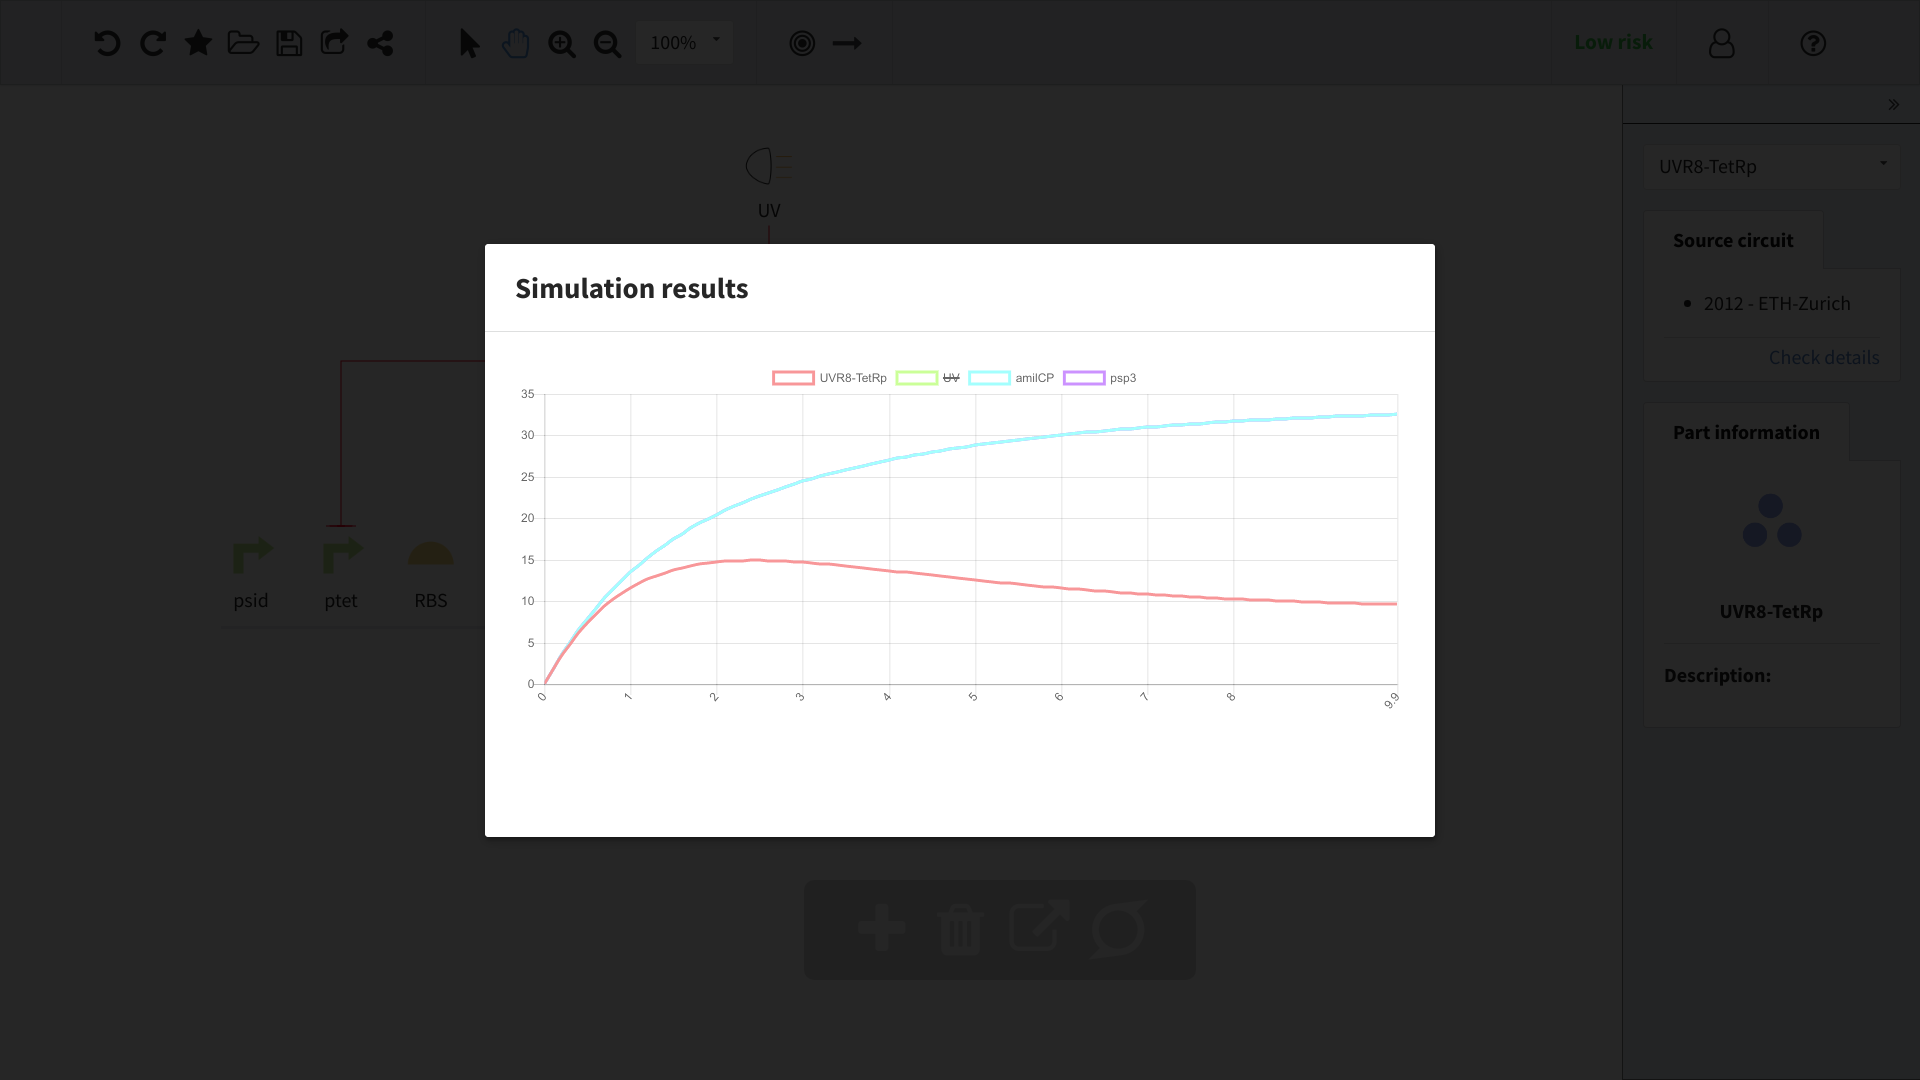 100%
Low risk
UV
UVR8-TetRp
Source circuit
2012 - ETH-Zurich
Check details
Part information
UVR8-TetRp
Description:
psid
ptet
RBS
Simulation results
UVR8-TetRp UV amilCP psp3
35
30
25
20
15
10
5
0
0 1 2 3 4 5 6 7 8 9.9